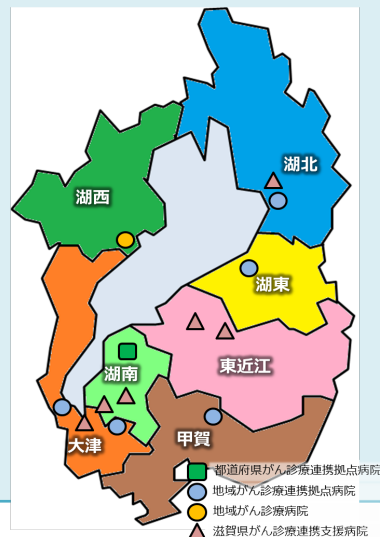 湖北
湖西
湖東
東近江
湖南
甲賀
大津
都道府県がん診療連携拠点病院
地域がん診療連携拠点病院
地域がん診療病院
滋賀県がん診療連携支援病院